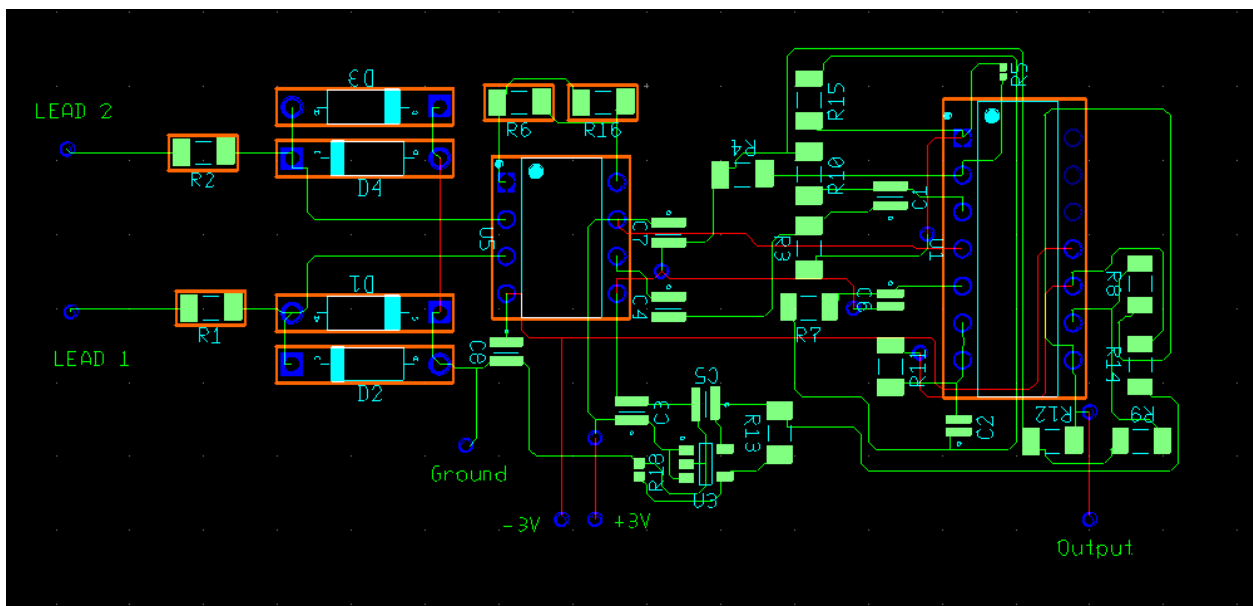 D3
LEAD 2
R2
D4
R6
R16
R4
R15
R10
R5
C1
U5
C7
R3
U1
D1
R1
LEAD 1
D2
C8
C4
R7
C6
R11
R8
R14
C5
C3
R13
C2
R12
R9
R18
U3
Ground
-3V
+3V
Output